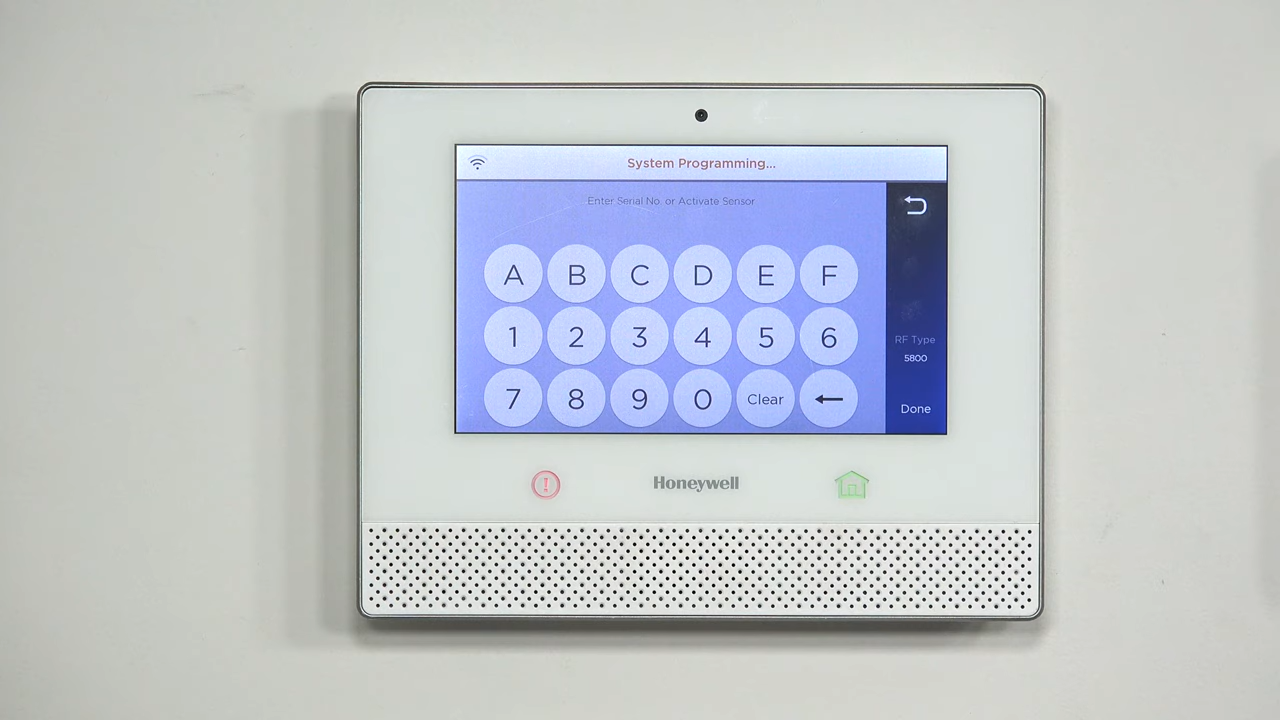 System Programming...
Enter Serial No. or Activate Sensor
A B C D E F
1 2 3 4 5 6
RF Type
5800
7 8 9 0 Clear
Done
Honeywell